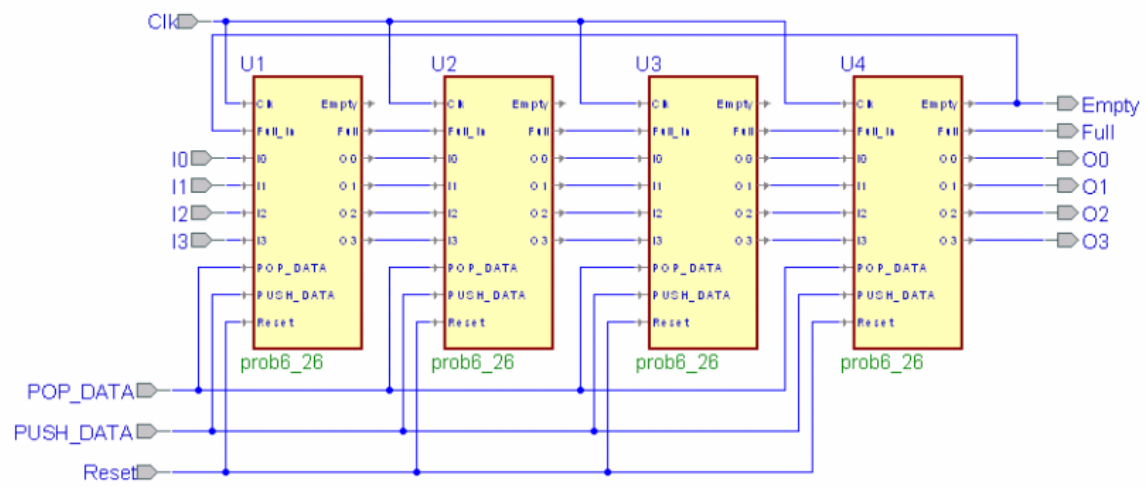 Clk
U1 U2 U3 U4
Clk Empty Clk Empty Clk Empty Clk Empty Empty
Full_In Full Full_In Full Full_In Full Full_In Full Full
I0 I0 O0 I0 O0 I0 O0 I0 O0 O0
I1 I1 O1 I1 O1 I1 O1 I1 O1 O1
I2 I2 O2 I2 O2 I2 O2 I2 O2 O2
I3 I3 O3 I3 O3 I3 O3 I3 O3 O3
POP_DATA POP_DATA POP_DATA POP_DATA
PUSH_DATA PUSH_DATA PUSH_DATA PUSH_DATA
Reset Reset Reset Reset
prob6_26 prob6_26 prob6_26 prob6_26
POP_DATA
PUSH_DATA
Reset